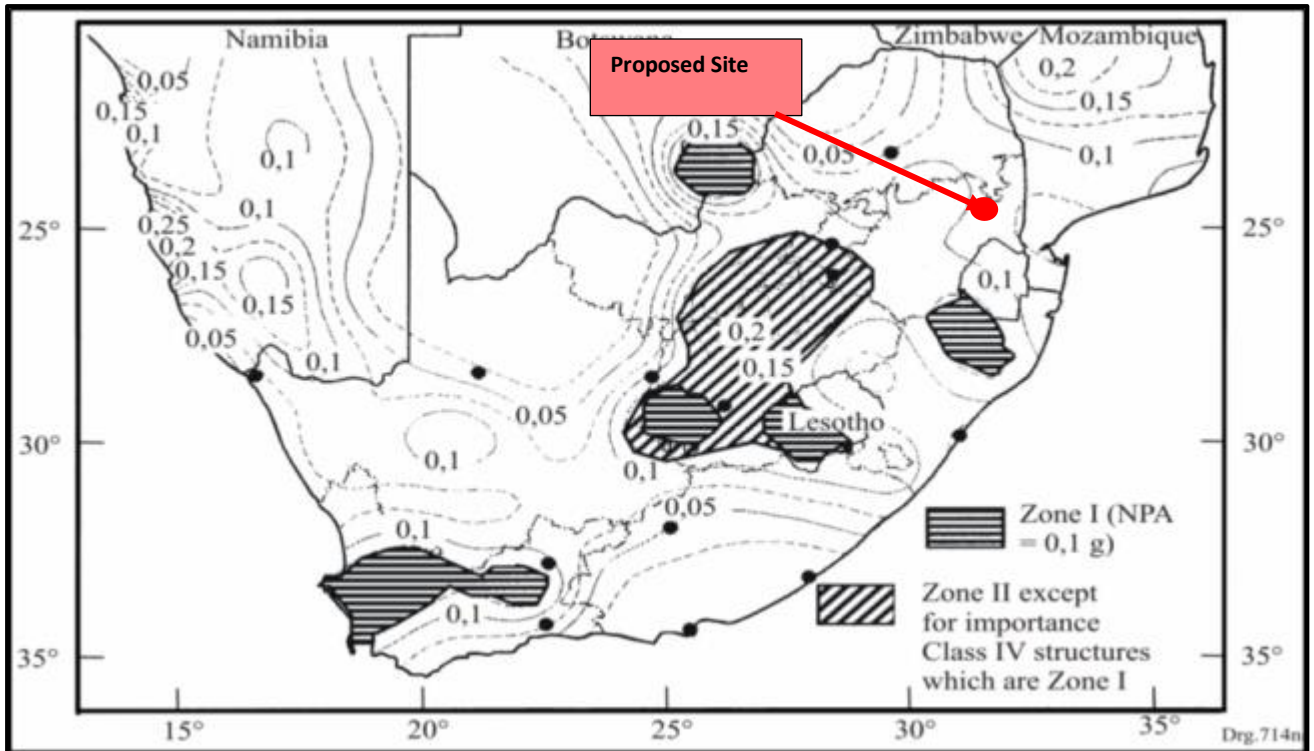 Namibia
Botswana
Zimbabwe
Mozambique
Proposed Site
0,05
0,15
0,1
0,1
0,1
0,25
0,2
0,15
0,15
0,05
0,1
0,15
0,05
0,2
0,15
0,1
0,1
0,2
0,15
0,05
0,1
0,1
Lesotho
0,1
0,05
0,1
0,1
25°
30°
35°
25°
30°
35°
15°
20°
25°
30°
35°
Zone I (NPA
= 0,1 g)
Zone II except
for importance
Class IV structures
which are Zone I
Drg.714n